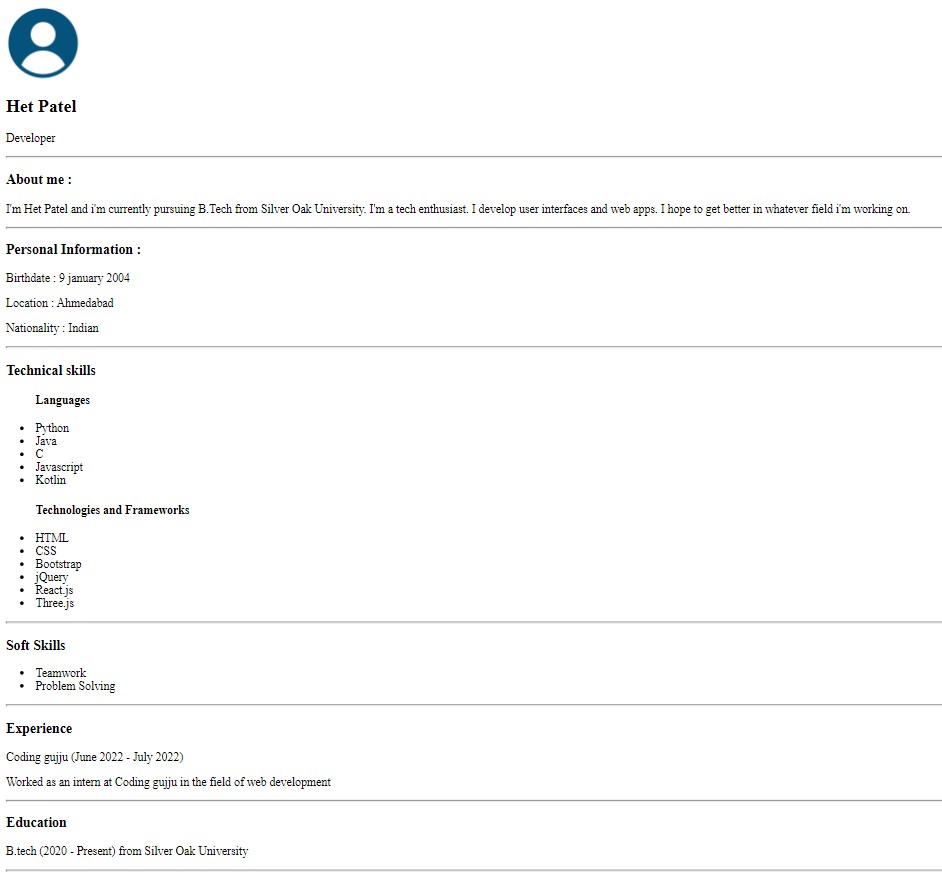 Het Patel
Developer
About me :
I'm Het Patel and i'm currently pursuing B.Tech from Silver Oak University. I'm a tech enthusiast. I develop user interfaces and web apps. I hope to get better in whatever field i'm working on.
Personal Information :
Birthdate : 9 january 2004
Location : Ahmedabad
Nationality : Indian
Technical skills
Languages
Python
Java
C
Javascript
Kotlin
Technologies and Frameworks
HTML
CSS
Bootstrap
jQuery
React.js
Three.js
Soft Skills
Teamwork
Problem Solving
Experience
Coding gujju (June 2022 - July 2022)
Worked as an intern at Coding gujju in the field of web development
Education
B.tech (2020 - Present) from Silver Oak University